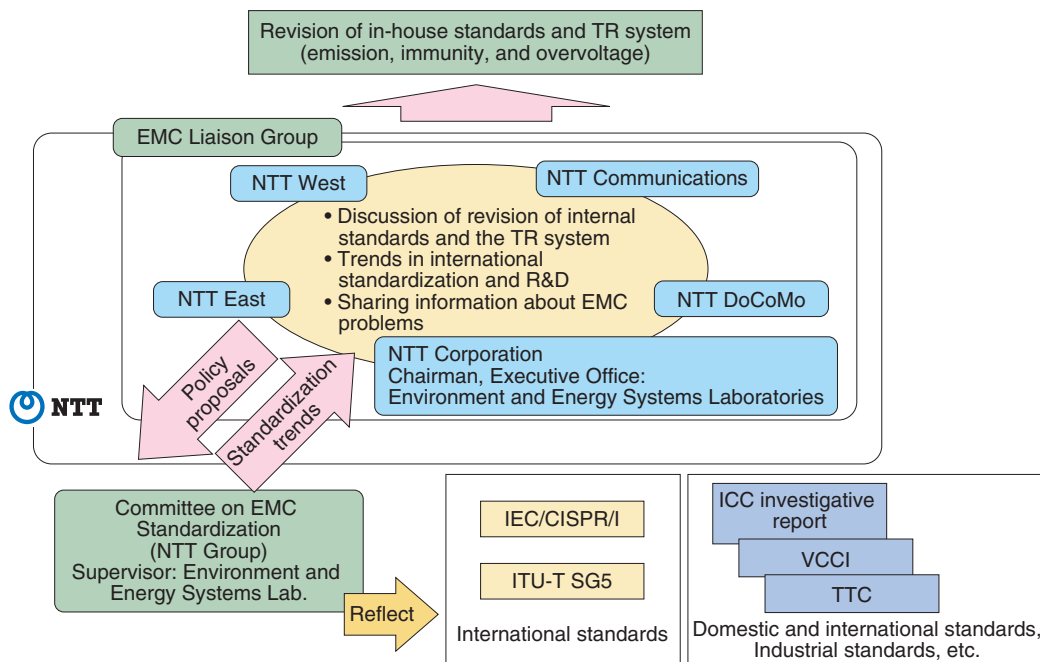 Revision of in-house standards and TR system
(emission, immunity, and overvoltage)
EMC Liaison Group
NTT West
NTT Communications
• Discussion of revision of internal
standards and the TR system
• Trends in international
standardization and R&D
• Sharing information about EMC
problems
NTT East
NTT DoCoMo
NTT Corporation
Chairman, Executive Office:
Environment and Energy Systems Laboratories
Policy
proposals
Standardization
trends
NTT
Committee on EMC
Standardization
(NTT Group)
Supervisor: Environment and
Energy Systems Lab.
Reflect
IEC/CISPR/I
ITU-T SG5
International standards
ICC investigative
report
VCCI
TTC
Domestic and international standards,
Industrial standards, etc.